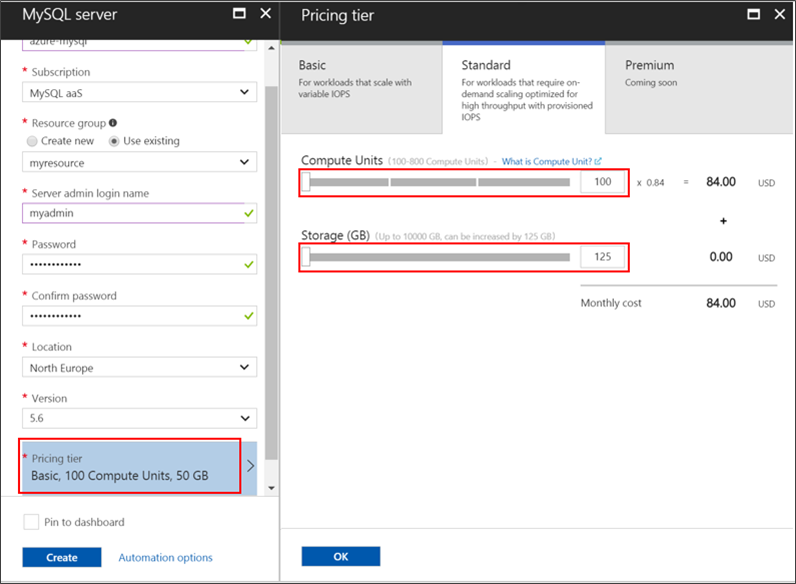 MySQL server
azure-mysql
* Subscription
MySQL aaS
* Resource group
Create new
Use existing
myresource
* Server admin login name
myadmin
* Password
••••••••••••
* Confirm password
••••••••••••
* Location
North Europe
* Version
5.6
* Pricing tier
Basic, 100 Compute Units, 50 GB
Pin to dashboard
Create
Automation options
Pricing tier
Basic
For workloads that scale with
variable IOPS
Standard
For workloads that require on-
demand scaling optimized for
high throughput with provisioned
IOPS
Premium
Coming soon
Compute Units (100-800 Compute Units) - What is Compute Unit?
100 x 0.84 = 84.00 USD
+
Storage (GB) (Up to 10000 GB, can be increased by 125 GB)
125 0.00 USD
Monthly cost 84.00 USD
OK